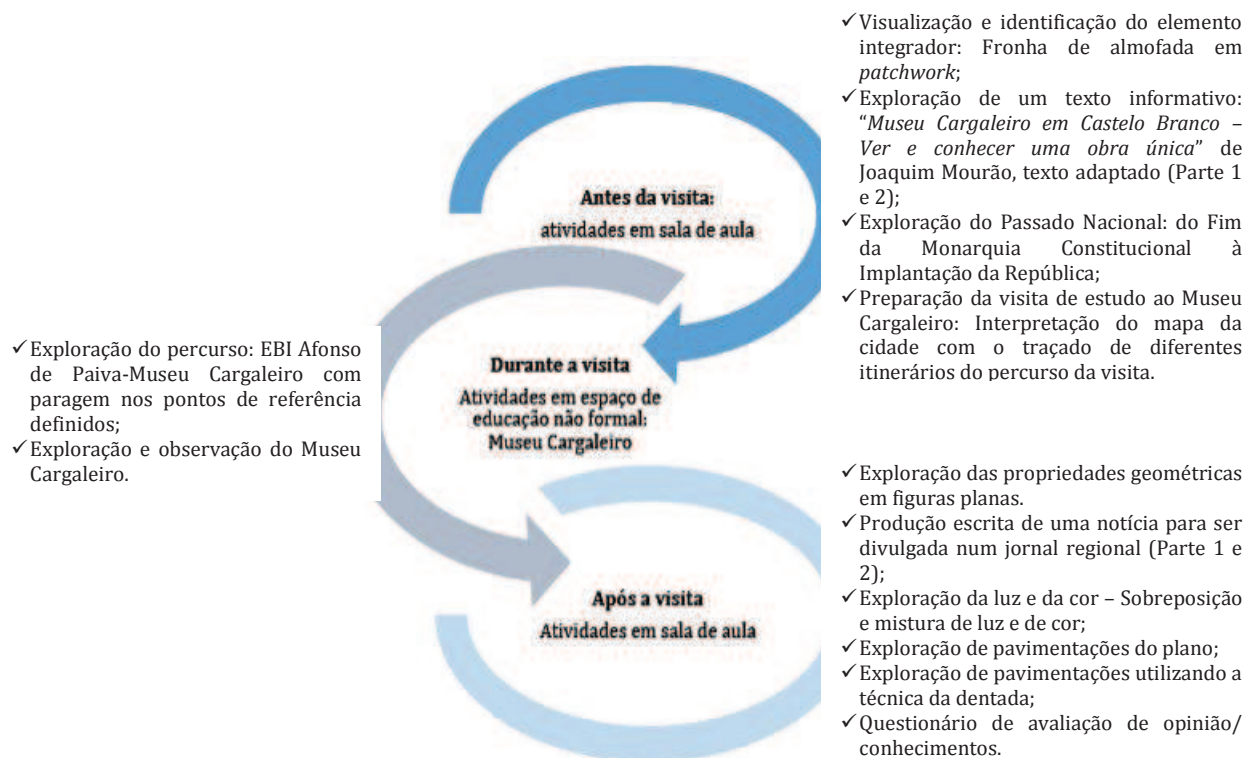 ✓Visualização e identificação do elemento
integrador: Fronha de almofada em
patchwork;
✓Exploração de um texto informativo:
“Museu Cargaleiro em Castelo Branco –
Ver e conhecer uma obra única” de
Joaquim Mourão, texto adaptado (Parte 1
e 2);
✓Exploração do Passado Nacional: do Fim
da Monarquia Constitucional à
Implantação da República;
✓Preparação da visita de estudo ao Museu
Cargaleiro: Interpretação do mapa da
cidade com o traçado de diferentes
itinerários do percurso da visita.
Antes da visita:
atividades em sala de aula
✓Exploração do percurso: EBI Afonso
de Paiva-Museu Cargaleiro com
paragem nos pontos de referência
definidos;
✓Exploração e observação do Museu
Cargaleiro.
Durante a visita
Atividades em espaço de
educação não formal:
Museu Cargaleiro
Após a visita
Atividades em sala de aula
✓Exploração das propriedades geométricas
em figuras planas.
✓Produção escrita de uma notícia para ser
divulgada num jornal regional (Parte 1 e
2);
✓Exploração da luz e da cor – Sobreposição
e mistura de luz e de cor;
✓Exploração de pavimentações do plano;
✓Exploração de pavimentações utilizando a
técnica da dentada;
✓Questionário de avaliação de opinião/
conhecimentos.